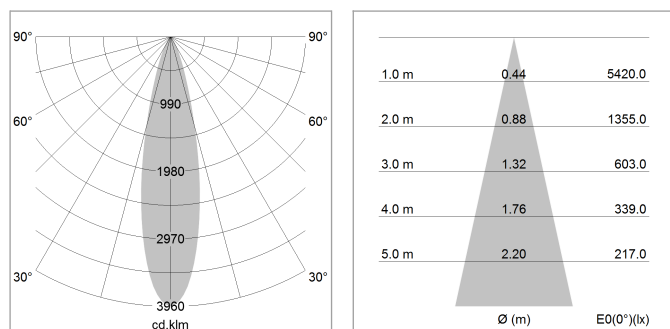 90° 90°
990
60° 60°
1980
2970
30° 30°
3960
cd.klm
1.0 m 0.44 5420.0
2.0 m 0.88 1355.0
3.0 m 1.32 603.0
4.0 m 1.76 339.0
5.0 m 2.20 217.0
Ø (m) E0(0°)(lx)